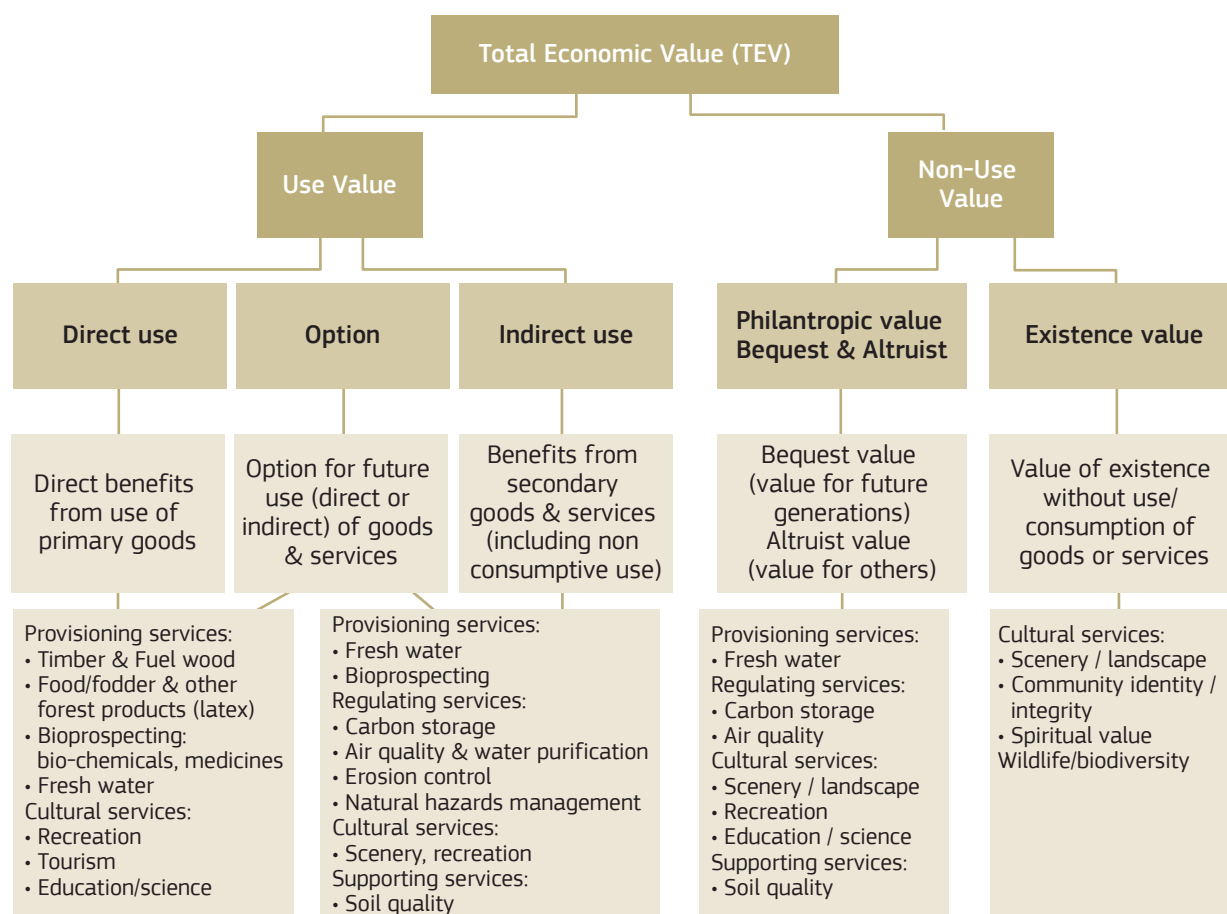 Total Economic Value (TEV)
Use Value
Non-Use
Value
Direct use
Option
Indirect use
Philantropic value
Bequest & Altruist
Existence value
Direct benefits
from use of
primary goods
Option for future
use (direct or
indirect) of goods
& services
Benefits from
secondary
goods & services
(including non
consumptive use)
Bequest value
(value for future
generations)
Altruist value
(value for others)
Value of existence
without use/
consumption of
goods or services
Provisioning services:
• Timber & Fuel wood
• Food/fodder & other
forest products (latex)
• Bioprospecting:
bio-chemicals, medicines
• Fresh water
Cultural services:
• Recreation
• Tourism
• Education/science
Provisioning services:
• Fresh water
• Bioprospecting
Regulating services:
• Carbon storage
• Air quality & water purification
• Erosion control
• Natural hazards management
Cultural services:
• Scenery, recreation
Supporting services:
• Soil quality
Provisioning services:
• Fresh water
Regulating services:
• Carbon storage
• Air quality
Cultural services:
• Scenery / landscape
• Recreation
• Education / science
Supporting services:
• Soil quality
Cultural services:
• Scenery / landscape
• Community identity /
integrity
• Spiritual value
Wildlife/biodiversity